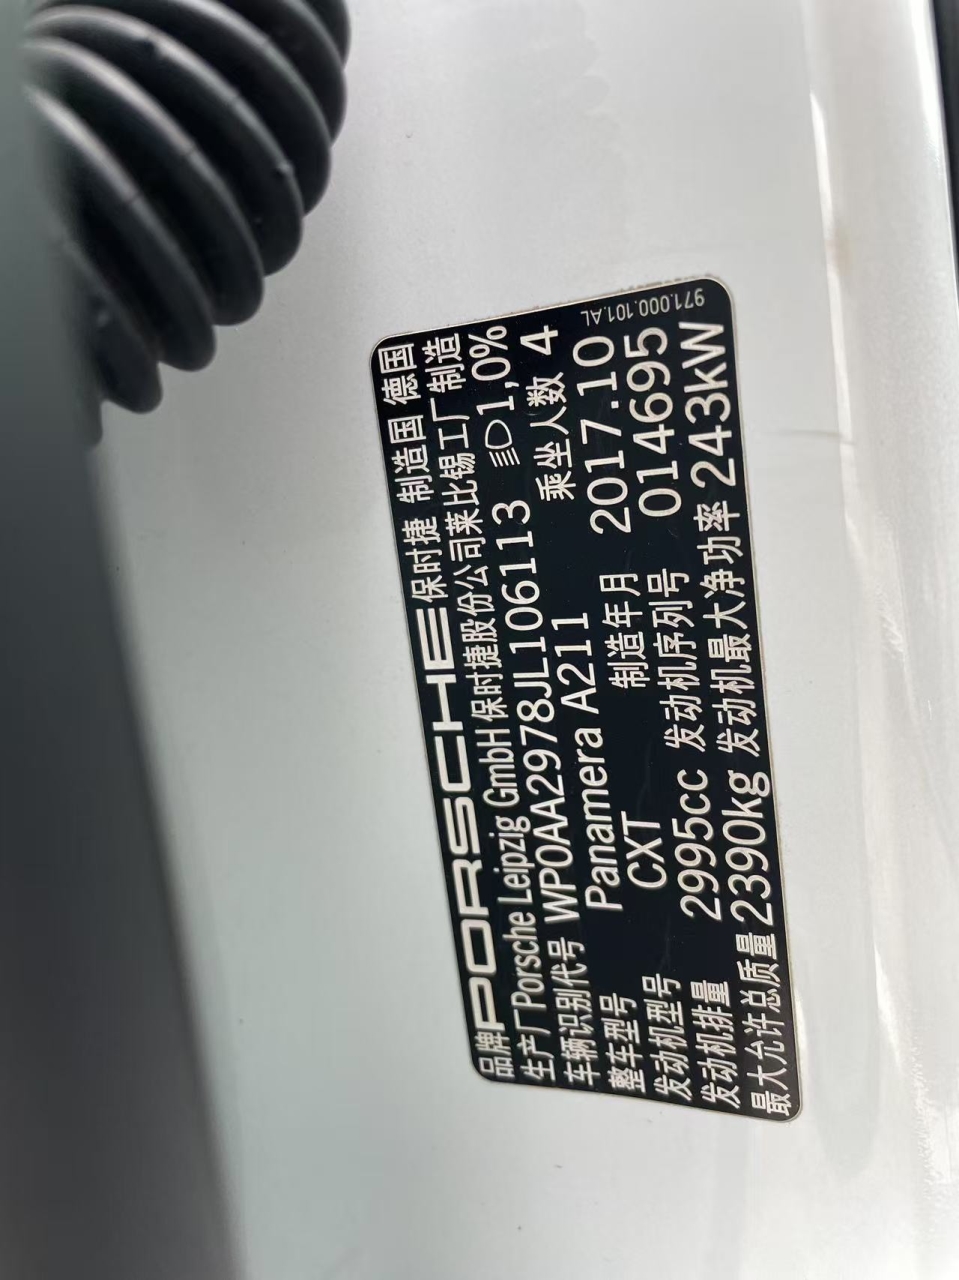 品牌 PORSCHE 保时捷 制造国 德国
生产厂 Porsche Leipzig GmbH 保时捷股份公司莱比锡工厂制造
车辆识别代号 WP0AA2978JL106113 1,0%
整车型号 Panamera A211 乘坐人数 4
发动机型号 CXT 制造年月 2017.10
发动机排量 2995cc 发动机序列号 014695
最大允许总质量 2390kg 发动机最大净功率 243kW
971.000.101.AL